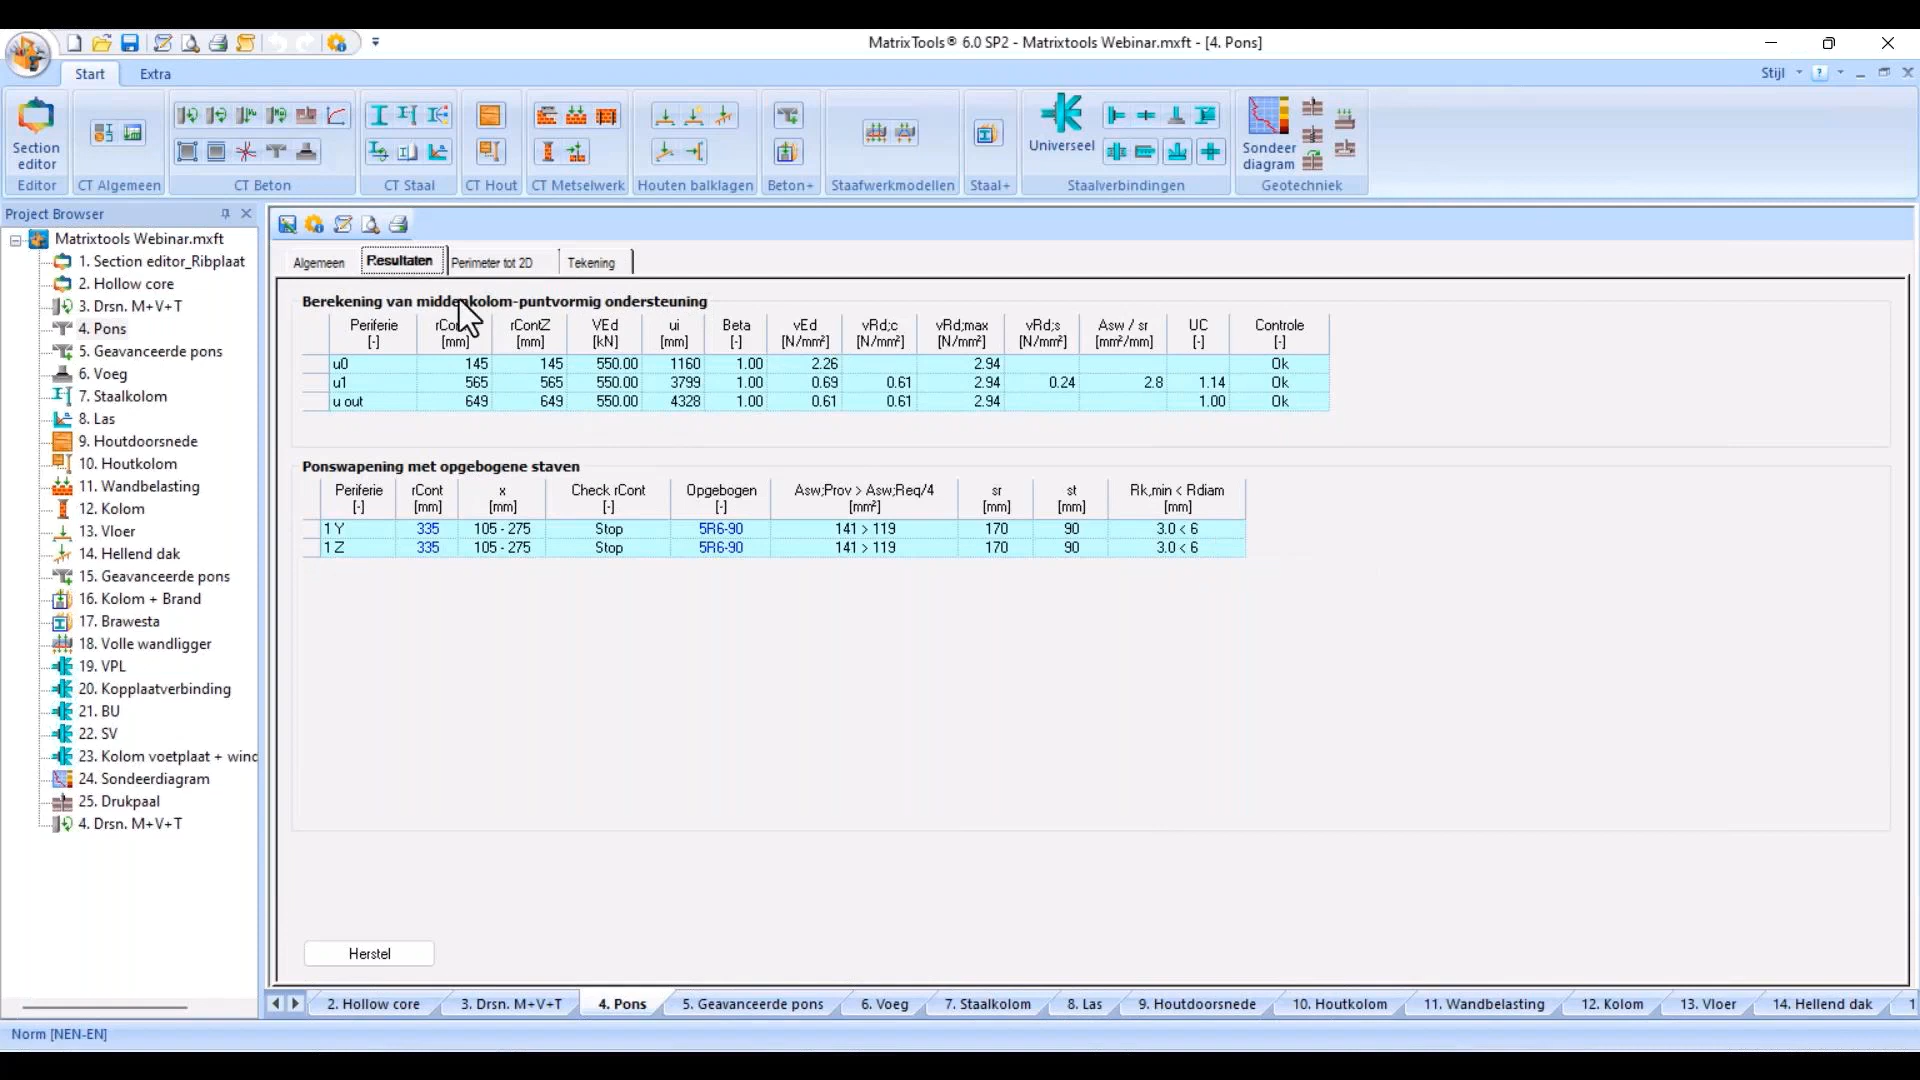 MatrixTools® 6.0 SP2 - Matrixtools Webinar.mxft - [4. Pons]
Start Extra Stijl
Section editor
Universeel
Sondeer diagram
Editor CT Algemeen CT Beton CT Staal CT Hout CT Metselwerk Houten balklagen Beton+ Staafwerkmodellen Staal+ Staalverbindingen Geotechniek
Project Browser
Matrixtools Webinar.mxft
1. Section editor_Ribplaat
2. Hollow core
3. Drsn. M+V+T
4. Pons
5. Geavanceerde pons
6. Voeg
7. Staalkolom
8. Las
9. Houtdoorsnede
10. Houtkolom
11. Wandbelasting
12. Kolom
13. Vloer
14. Hellend dak
15. Geavanceerde pons
16. Kolom + Brand
17. Brawesta
18. Volle wandligger
19. VPL
20. Kopplaatverbinding
21. BU
22. SV
23. Kolom voetplaat + wind
24. Sondeerdiagram
25. Drukpaal
4. Drsn. M+V+T
Algemeen Resultaten Perimeter tot 2D Tekening
Berekening van middenkolom-puntvormig ondersteuning
Periferie rContZ VEd ui Beta vEd vRd;c vRd;max vRd;s Asw / sr UC Controle
[-] [mm] [mm] [kN] [mm] [-] [N/mm²] [N/mm²] [N/mm²] [N/mm²] [mm²/mm] [-] [-]
u0 145 145 550.00 1160 1.00 2.26 2.94 Ok
u1 565 565 550.00 3799 1.00 0.69 0.61 2.94 0.24 2.8 1.14 Ok
u out 649 649 550.00 4328 1.00 0.61 0.61 2.94 1.00 Ok
Ponswapening met opgebogene staven
Periferie rCont x Check rCont Opgebogen Asw;Prov > Asw;Req/4 sr st Rk,min < Rdiam
[-] [mm] [mm] [-] [-] [mm²] [mm] [mm] [mm]
1 Y 335 105 - 275 Stop 5R6-90 141 > 119 170 90 3.0 < 6
1 Z 335 105 - 275 Stop 5R6-90 141 > 119 170 90 3.0 < 6
Herstel
2. Hollow core 3. Drsn. M+V+T 4. Pons 5. Geavanceerde pons 6. Voeg 7. Staalkolom 8. Las 9. Houtdoorsnede 10. Houtkolom 11. Wandbelasting 12. Kolom 13. Vloer 14. Hellend dak 1
Norm [NEN-EN]